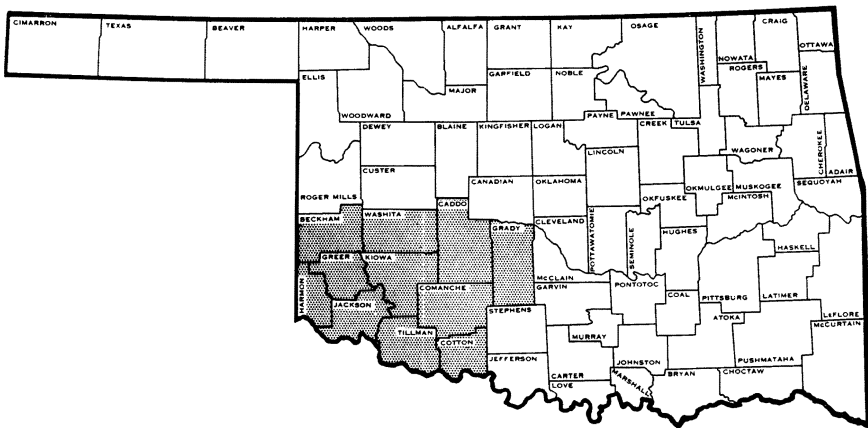 CIMARRON
TEXAS
BEAVER
HARPER
WOODS
ALFALFA
GRANT
KAY
OSAGE
WASHINGTON
NOWATA
CRAIG
OTTAWA
ROGERS
MAYES
DELAWARE
ELLIS
WOODWARD
MAJOR
GARFIELD
NOBLE
PAYNE
PAWNEE
DEWEY
BLAINE
KINGFISHER
LOGAN
CREEK
TULSA
WAGONER
CHEROKEE
ADAIR
LINCOLN
CUSTER
ROGER MILLS
CADDO
CANADIAN
OKLAHOMA
OKFUSKEE
OKMULGEE
MUSKOGEE
SEQUOYAH
McINTOSH
BECKHAM
WASHITA
GRADY
CLEVELAND
POTTAWATOMIE
SEMINOLE
HUGHES
HASKELL
GREER
KIOWA
HARMON
JACKSON
COMANCHE
McCLAIN
GARVIN
PONTOTOC
COAL
PITTSBURG
LATIMER
LeFLORE
McCURTAIN
TILLMAN
COTTON
STEPHENS
MURRAY
ATOKA
JEFFERSON
CARTER
LOVE
JOHNSTON
MARSHALL
BRYAN
CHOCTAW
PUSHMATAHA